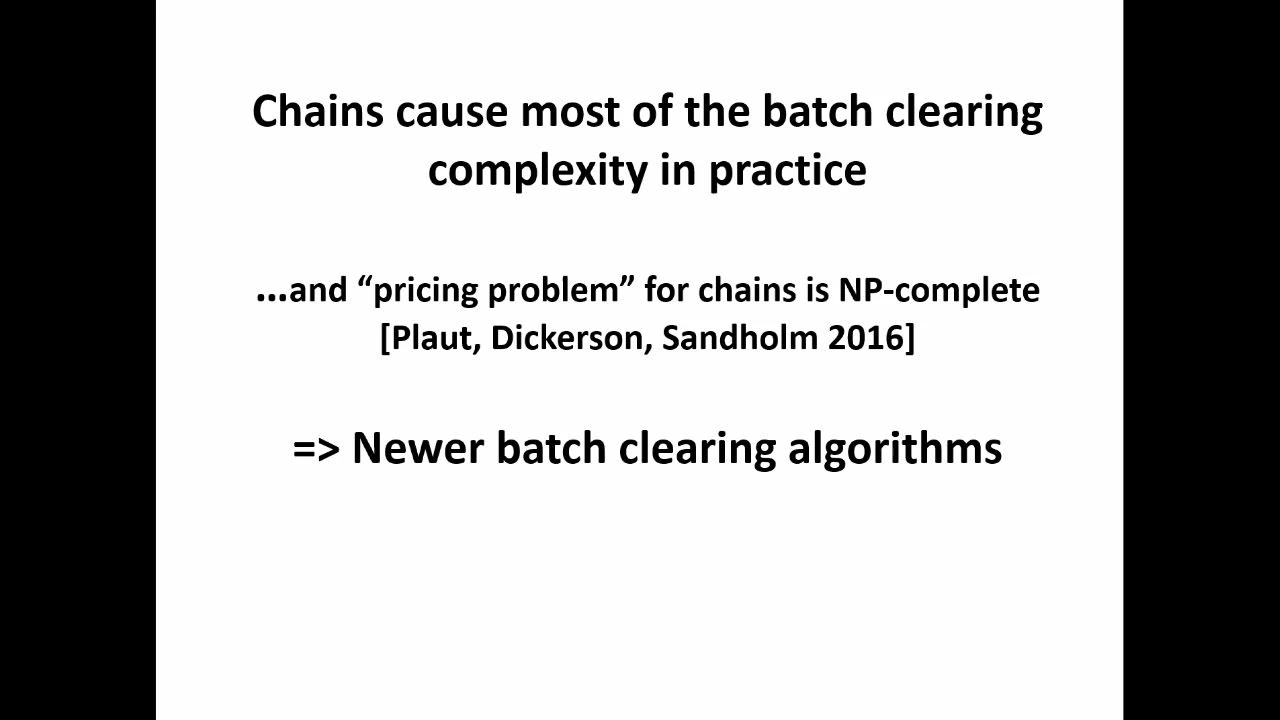 Chains cause most of the batch clearing
complexity in practice
...and “pricing problem” for chains is NP-complete
[Plaut, Dickerson, Sandholm 2016]
=> Newer batch clearing algorithms